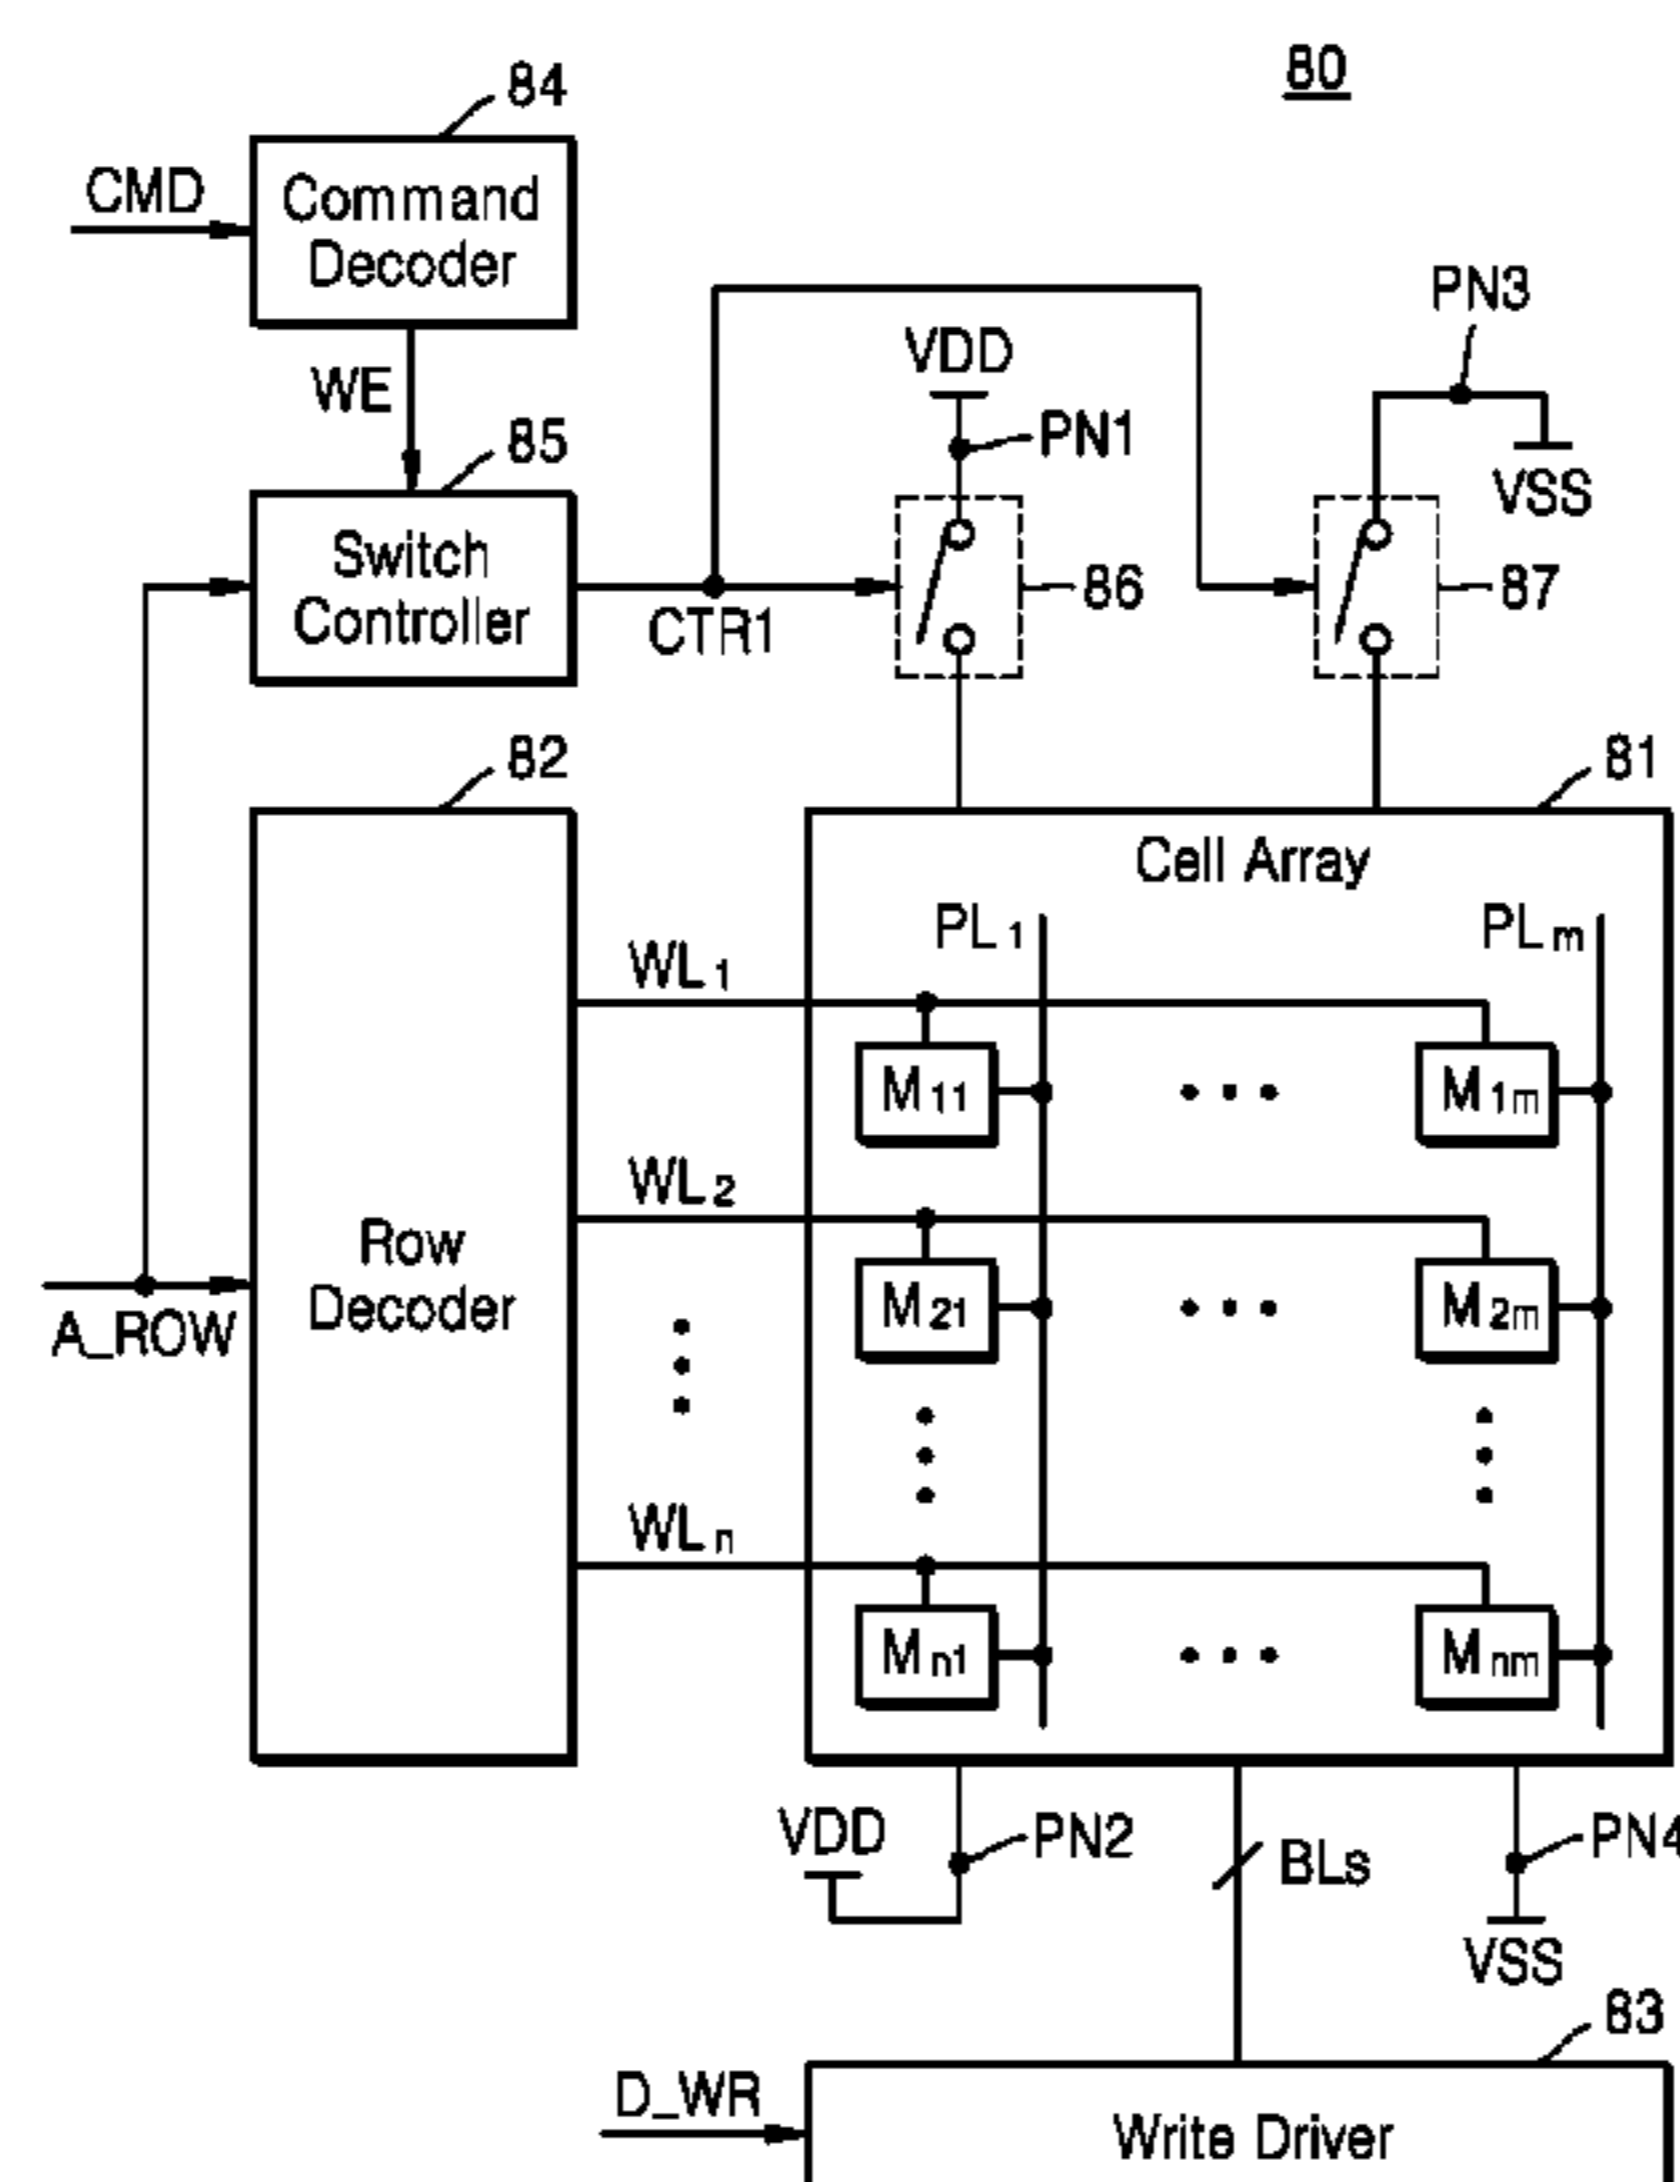 80
84
CMD
Command
Decoder
WE
PN3
VDD
PN1
VSS
85
Switch
Controller
CTR1
86
87
82
81
Cell Array
PL1
PLm
WL1
M11
M1m
WL2
M21
M2m
Row
Decoder
A_ROW
WLn
Mn1
Mnm
VDD
PN2
BLs
PN4
VSS
83
D_WR
Write Driver